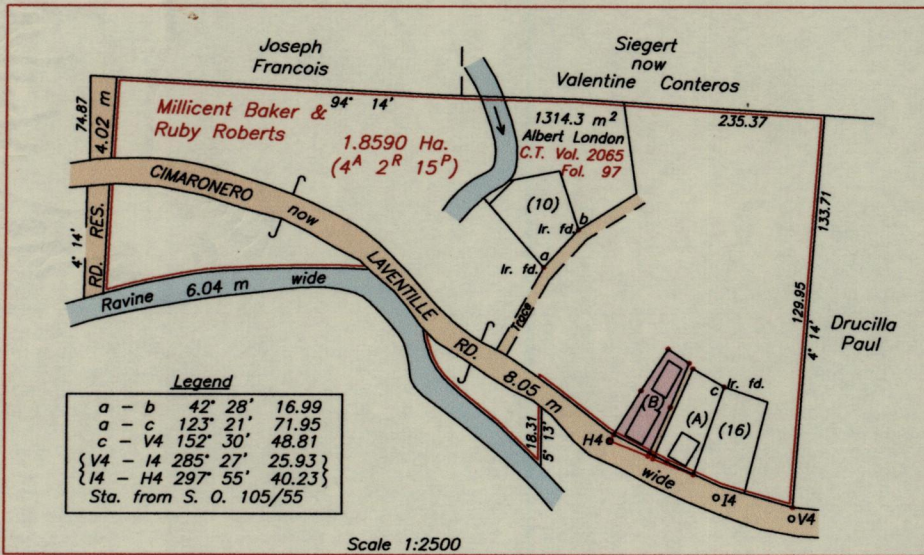 Joseph
Francois
Siegert
now
Valentine Conteros
94° 14'
235.37
74.87
4.02 m
Millicent Baker &
Ruby Roberts
1.8590 Ha.
(4ᴬ 2ᴿ 15ᴾ)
1314.3 m²
Albert London
C.T. Vol. 2065
Fol. 97
133.71
CIMARONERO now LAVENTILLE RD. 8.05 m wide
(10)
b
Ir. fd.
a
Ir. fd.
4° 14'
RD. RES.
Ravine 6.04 m wide
Trace
129.95
4° 14'
Drucilla
Paul
Legend
a - b 42° 28' 16.99
a - c 123° 21' 71.95
c - V4 152° 30' 48.81
{V4 - I4 285° 27' 25.93}
{I4 - H4 297° 55' 40.23}
Sta. from S. O. 105/55
18.31
5° 13'
c
Ir. fd.
(B)
(A)
(16)
H4
I4
V4
Scale 1:2500